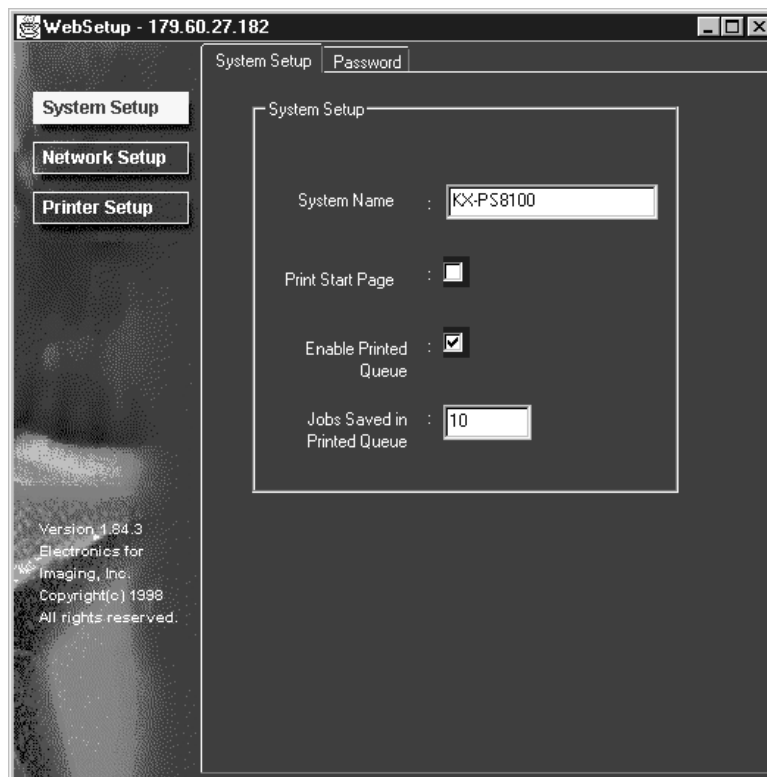 WebSetup - 179.60.27.182
System Setup
Network Setup
Printer Setup
Version 1.84.3
Electronics for
Imaging, Inc.
Copyright(c) 1998
All rights reserved.
System Setup Password
System Setup
System Name : KX-PS8100
Print Start Page :
Enable Printed :
Queue
Jobs Saved in : 10
Printed Queue